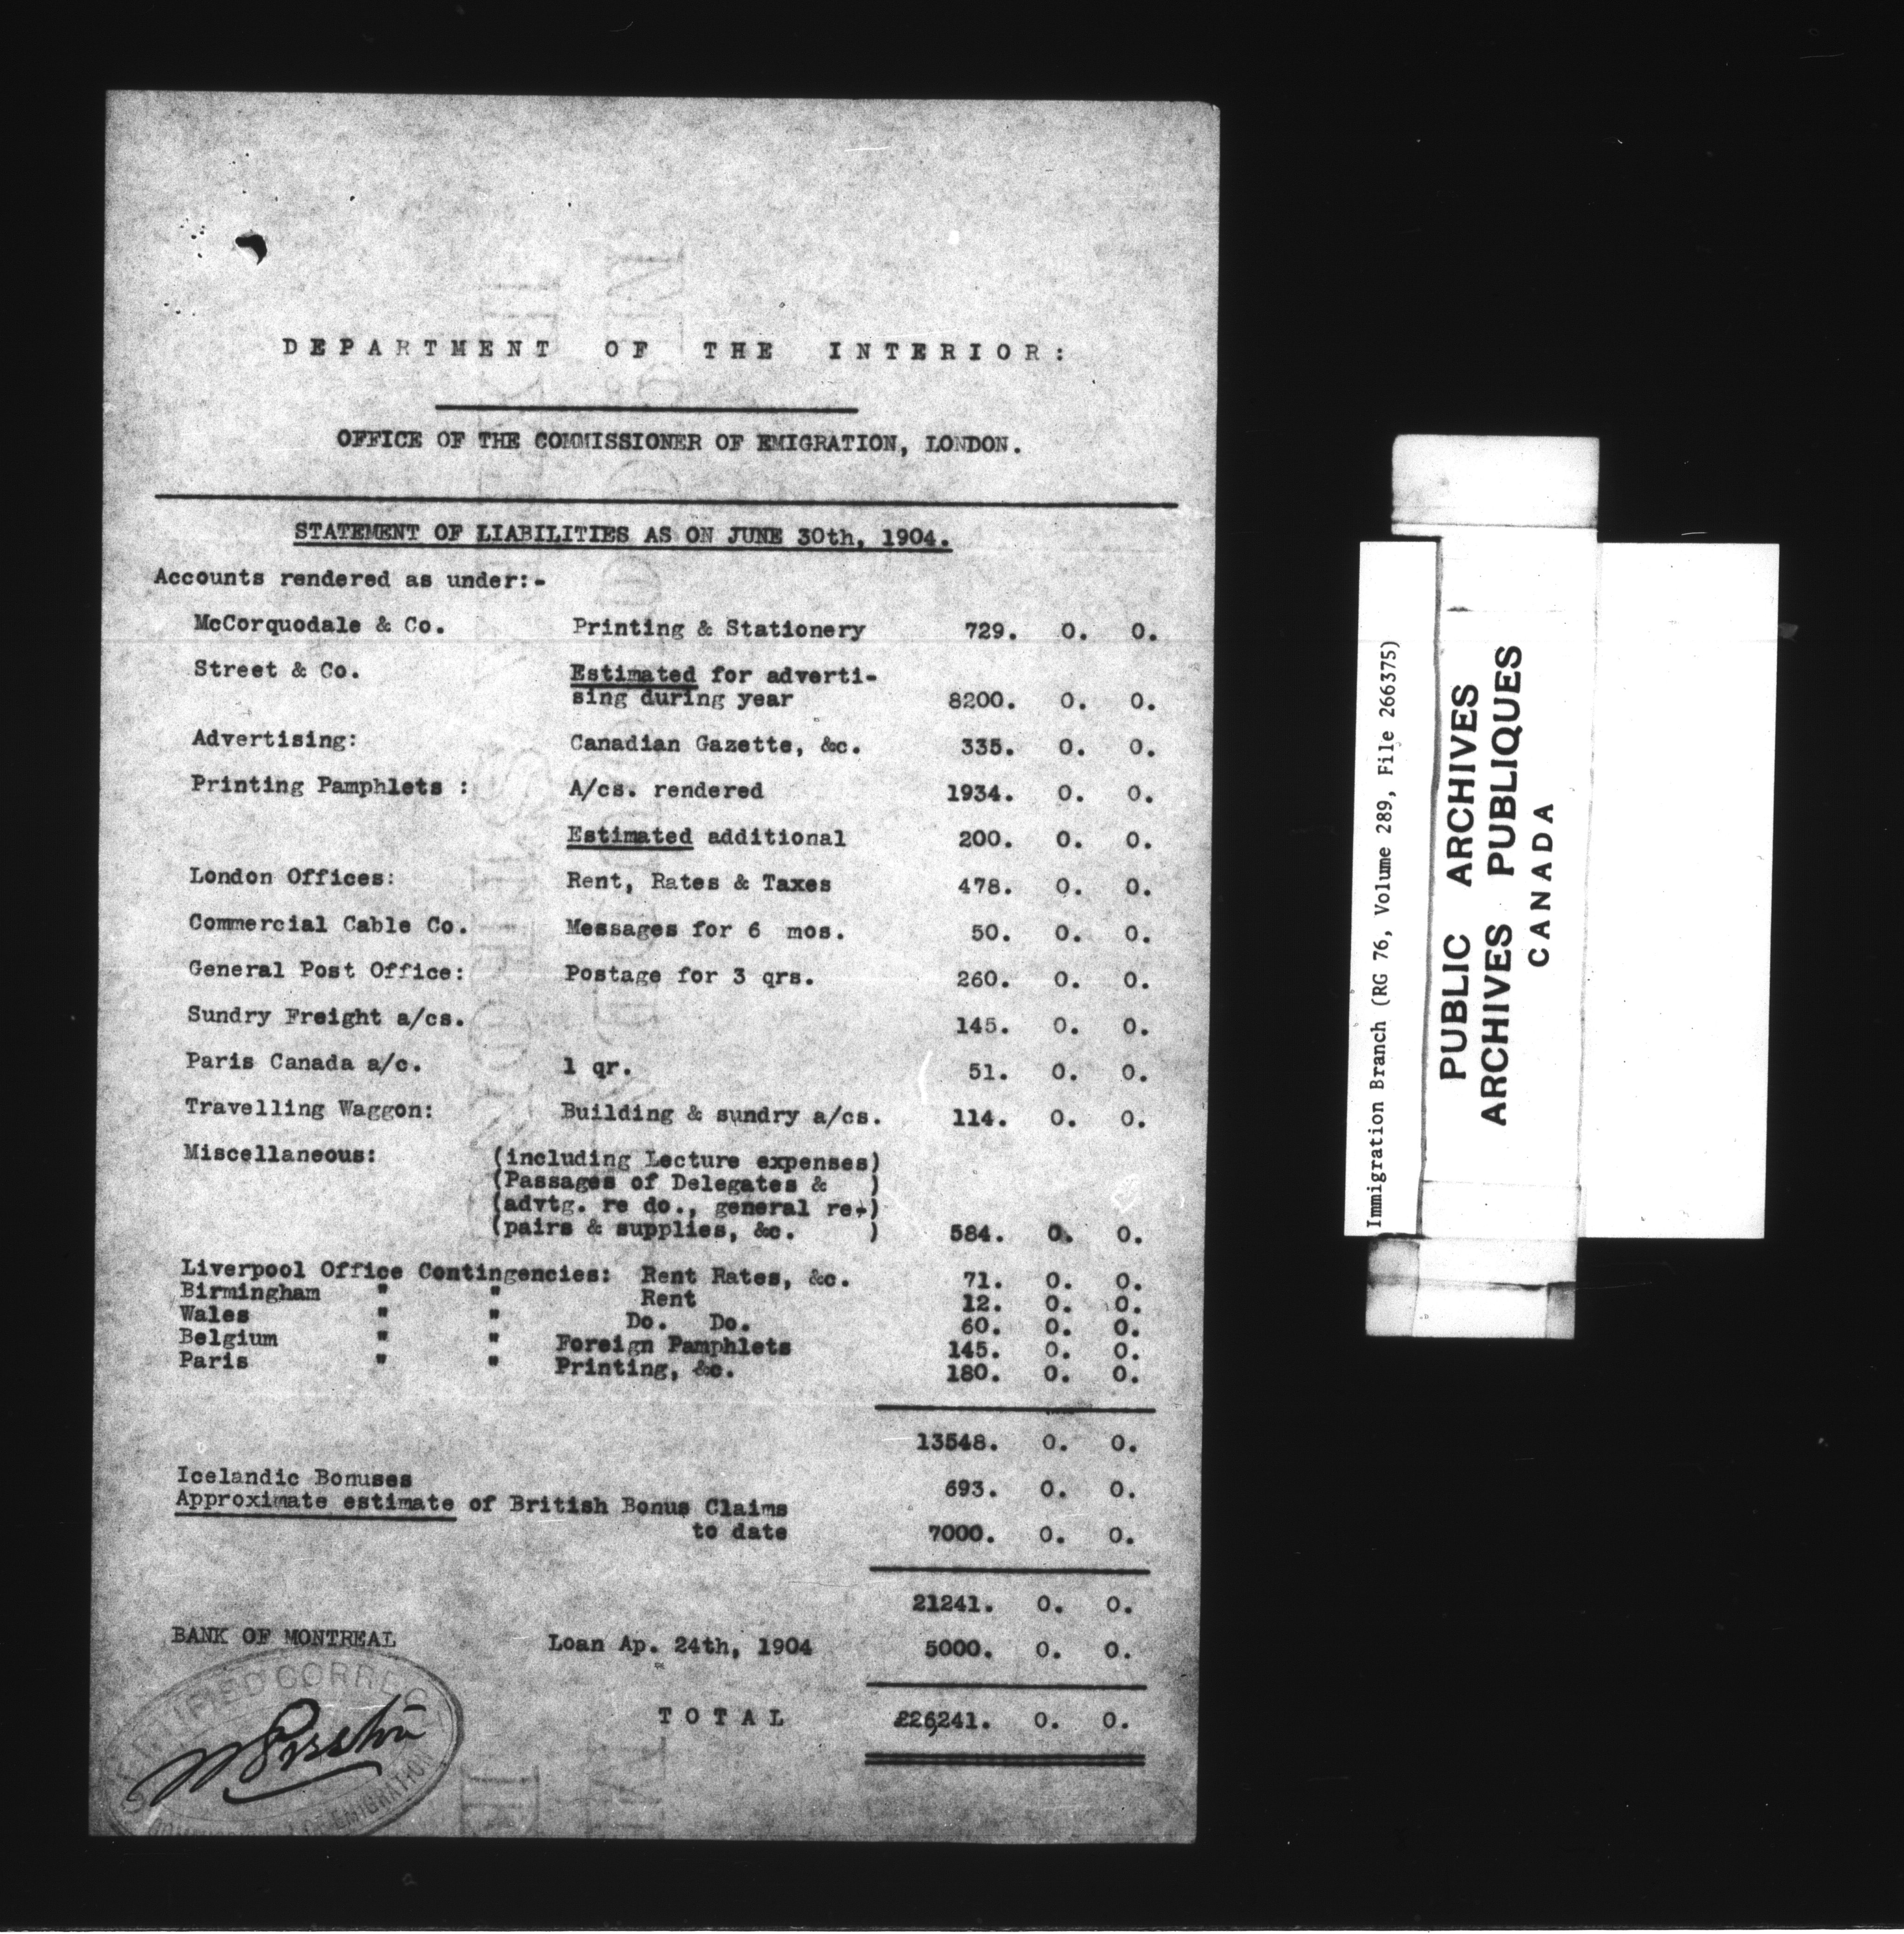 DEPARTMENT OF THE INTERIOR:
OFFICE OF THE COMMISSIONER OF EMIGRATION, LONDON.
STATEMENT OF LIABILITIES AS ON JUNE 30th, 1904.
Accounts rendered as under:-
McCorquodale & Co. Printing & Stationery 729. 0. 0.
Street & Co. Estimated for adverti-
sing during year 8200. 0. 0.
Advertising: Canadian Gazette, &c. 335. 0. 0.
Printing Pamphlets : A/cs. rendered 1934. 0. 0.
Estimated additional 200. 0. 0.
London Offices: Rent, Rates & Taxes 478. 0. 0.
Commercial Cable Co. Messages for 6 mos. 50. 0. 0.
General Post Office: Postage for 3 qrs. 260. 0. 0.
Sundry Freight a/cs. 145. 0. 0.
Paris Canada a/c. 1 qr. 51. 0. 0.
Travelling Waggon: Building & sundry a/cs. 114. 0. 0.
Miscellaneous: (including Lecture expenses)
(Passages of Delegates & )
(advtg. re do., general re-)
(pairs & supplies, &c. ) 584. 0. 0.
Liverpool Office Contingencies: Rent Rates, &c. 71. 0. 0.
Birmingham " " Rent 12. 0. 0.
Wales " " Do. Do. 60. 0. 0.
Belgium " " Foreign Pamphlets 145. 0. 0.
Paris " " Printing, &c. 180. 0. 0.
13548. 0. 0.
Icelandic Bonuses 693. 0. 0.
Approximate estimate of British Bonus Claims
to date 7000. 0. 0.
21241. 0. 0.
BANK OF MONTREAL Loan Ap. 24th, 1904 5000. 0. 0.
TOTAL £26,241. 0. 0.
CERTIFIED CORRECT
W Preston
COMMISSIONER OF EMIGRATION
Immigration Branch (RG 76, Volume 289, File 266375)
PUBLIC ARCHIVES
ARCHIVES PUBLIQUES
CANADA